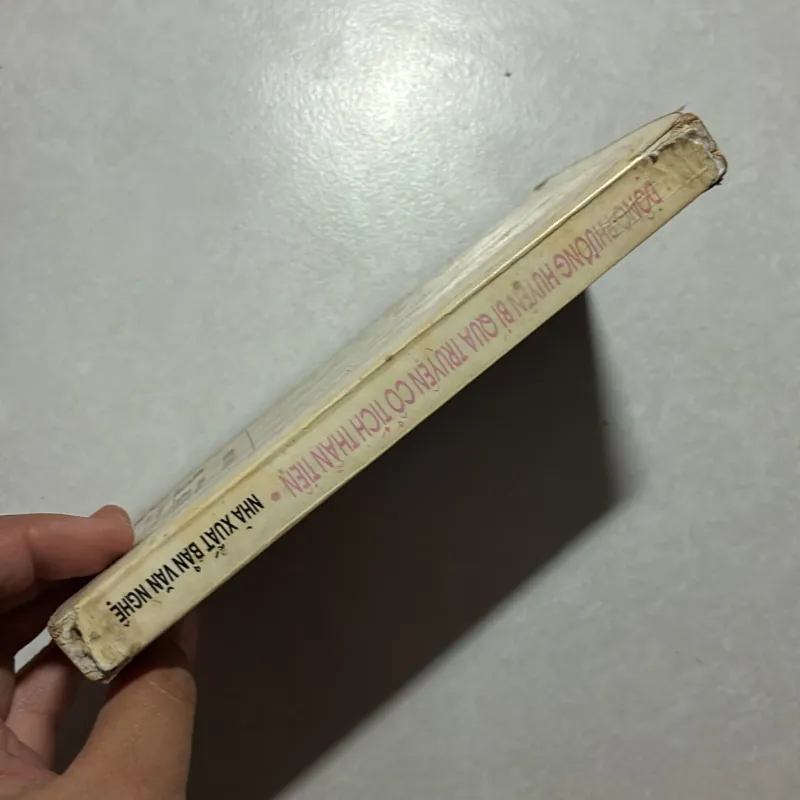 ĐÔNG PHƯƠNG HUYỀN BÍ QUA TRUYỆN CỔ TÍCH THẦN TIÊN • NHÀ XUẤT BẢN VĂN NGHỆ